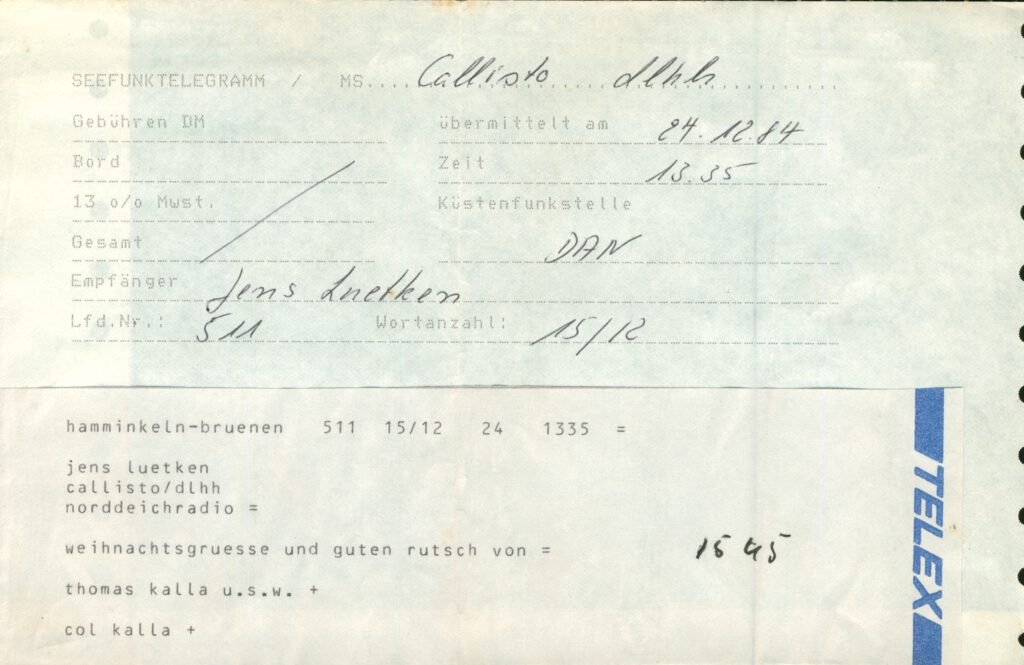 SEEFUNKTELEGRAMM / MS....Callisto dlhh
Gebühren DM übermittelt am 24.12.84
Bord Zeit 13.35
13 o/o Mwst. Küstenfunkstelle
Gesamt DAN
Empfänger Jens Luetken
Lfd.Nr.: 511 Wortanzahl: 15/12
hamminkeln-bruenen 511 15/12 24 1335 =
jens luetken
callisto/dlhh
norddeichradio =
weihnachtsgruesse und guten rutsch von = 1545
thomas kalla u.s.w. +
col kalla +
TELEX